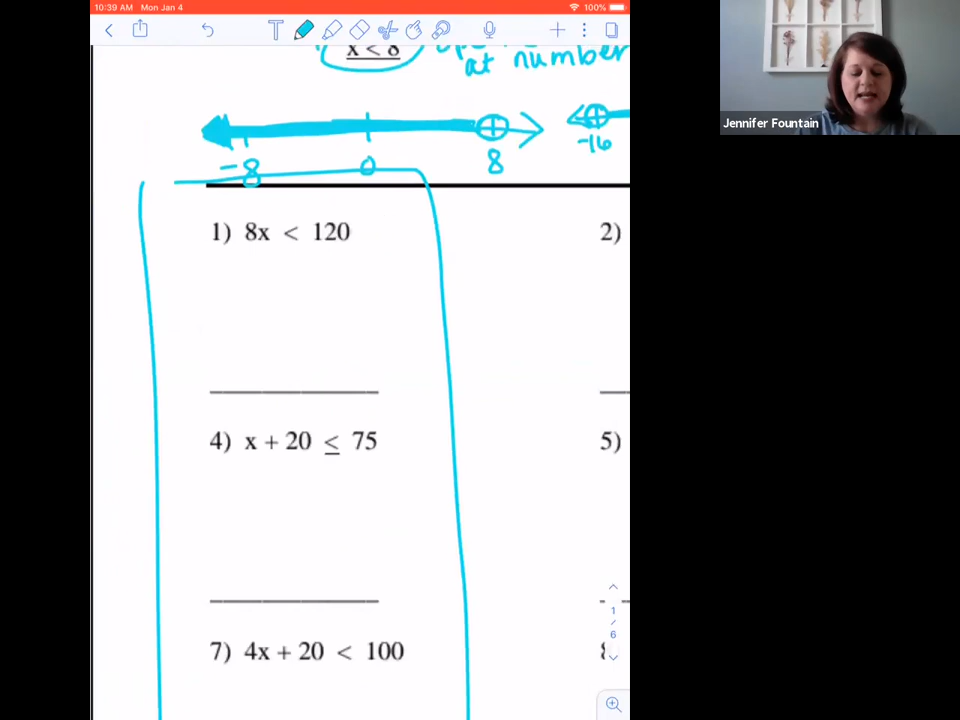 10:39 AM Mon Jan 4
100%
x < 8
at number
-8 0 8 -16
Jennifer Fountain
1) 8x < 120 2)
4) x + 20 ≤ 75 5)
1
/
6
7) 4x + 20 < 100